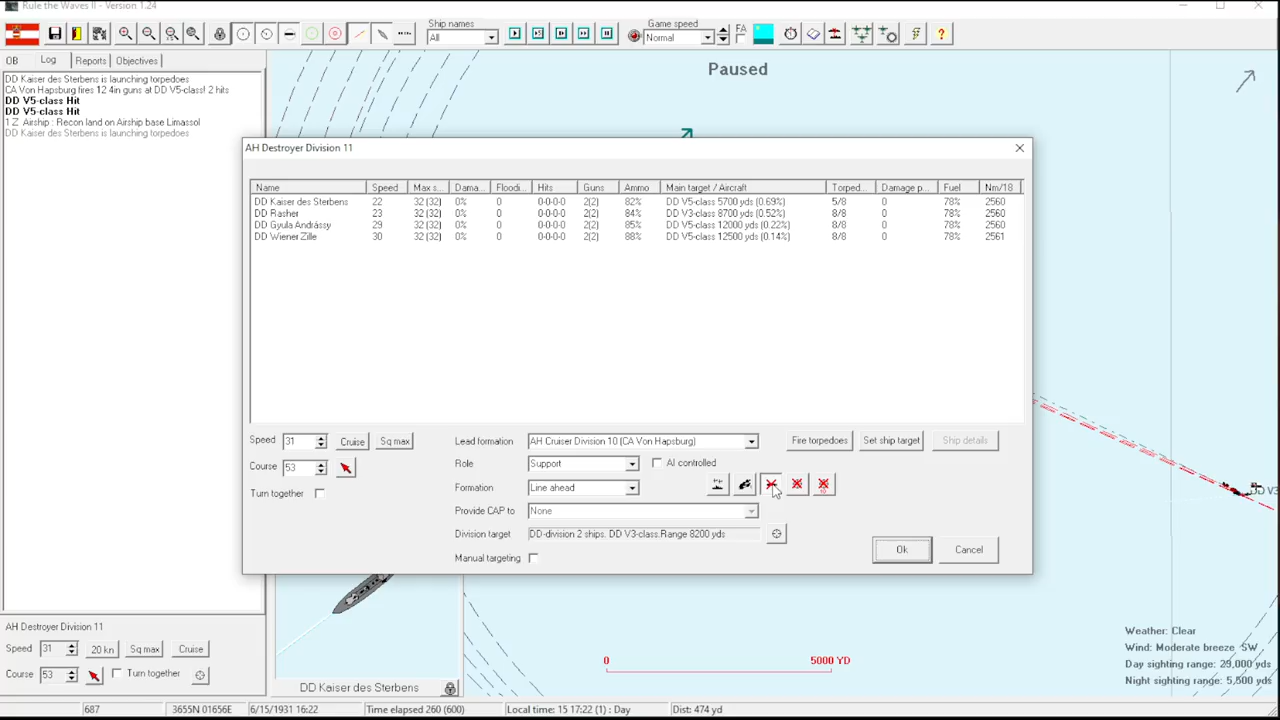 Rule the Waves II - Version 1.24
Ship names
All
Game speed
Normal
FA
OB
Log
Reports
Objectives
DD Kaiser des Sterbens is launching torpedoes
CA Von Hapsburg fires 12 4in guns at DD V5-class! 2 hits
DD V5-class Hit
DD V5-class Hit
1 Z Airship : Recon land on Airship base Limassol
DD Kaiser des Sterbens is launching torpedoes
Paused
AH Destroyer Division 11
Name Speed Max s... Dama... Floodi... Hits Guns Ammo Main target / Aircraft Torped... Damage p... Fuel Nm/18
DD Kaiser des Sterbens 22 32 (32) 0% 0 0-0-0-0 2(2) 82% DD V5-class 5700 yds (0.69%) 5/8 0 78% 2560
DD Rasher 23 32 (32) 0% 0 0-0-0-0 2(2) 84% DD V3-class 8700 yds (0.52%) 8/8 0 78% 2560
DD Gyula Andrássy 29 32 (32) 0% 0 0-0-0-0 2(2) 85% DD V5-class 12000 yds (0.22%) 8/8 0 78% 2560
DD Wiener Zille 30 32 (32) 0% 0 0-0-0-0 2(2) 88% DD V5-class 12500 yds (0.14%) 8/8 0 78% 2561
Speed 31 Cruise Sq max
Course 53
Turn together
Lead formation AH Cruiser Division 10 (CA Von Hapsburg)
Fire torpedoes Set ship target Ship details
Role Support AI controlled
Formation Line ahead
Provide CAP to None
Division target DD-division 2 ships. DD V3-class.Range 8200 yds
Manual targeting
Ok Cancel
DD V3
AH Destroyer Division 11
Speed 31 20 kn Sq max Cruise
Course 53 Turn together
DD Kaiser des Sterbens
0 5000 YD
Weather: Clear
Wind: Moderate breeze SW
Day sighting range: 29,000 yds
Night sighting range: 5,500 yds
687 3655N 01656E 6/15/1931 16:22 Time elapsed 260 (600) Local time: 15 17:22 (1) : Day Dist: 474 yd